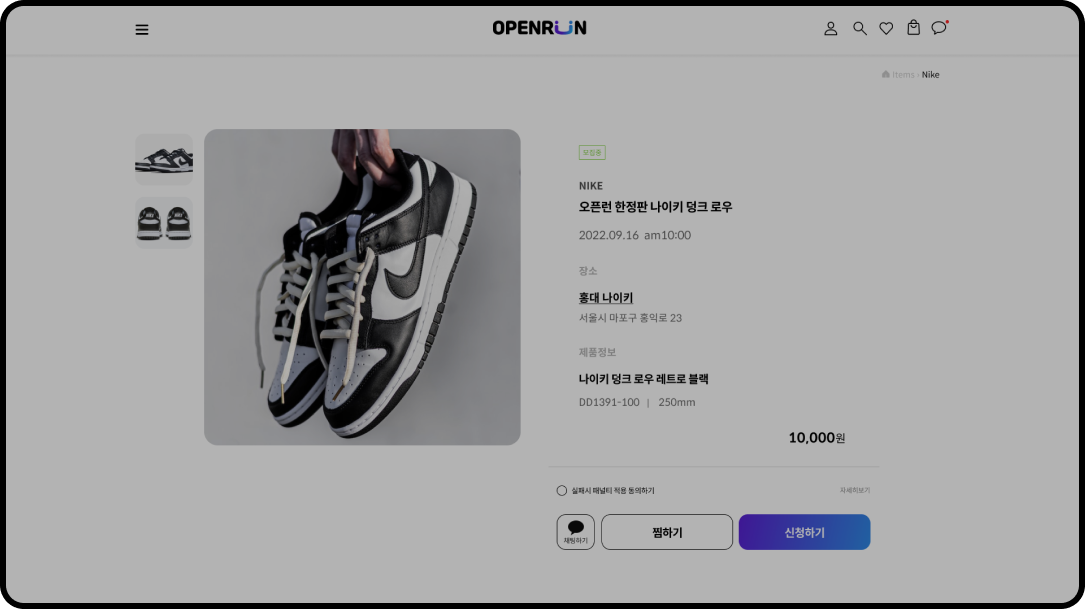 OPENRUN
Items › Nike
모집중
NIKE
오픈런 한정판 나이키 덩크 로우
2022.09.16 am10:00
장소
홍대 나이키
서울시 마포구 홍익로 23
제품정보
나이키 덩크 로우 레트로 블랙
DD1391-100 | 250mm
10,000원
실패시 패널티 적용 동의하기
자세히보기
채팅하기
찜하기
신청하기